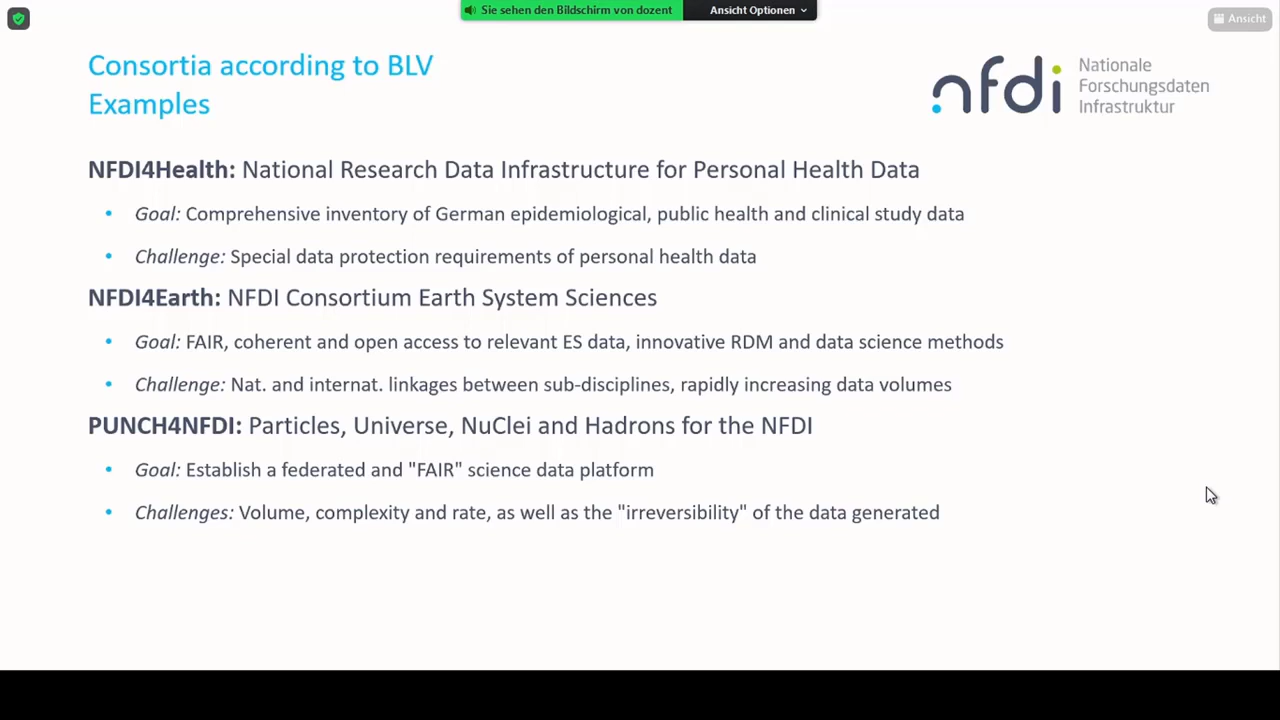 Sie sehen den Bildschirm von dozent
Ansicht Optionen
Ansicht
Consortia according to BLV
Examples
nfdi
Nationale
Forschungsdaten
Infrastruktur
NFDI4Health: National Research Data Infrastructure for Personal Health Data
• Goal: Comprehensive inventory of German epidemiological, public health and clinical study data
• Challenge: Special data protection requirements of personal health data
NFDI4Earth: NFDI Consortium Earth System Sciences
• Goal: FAIR, coherent and open access to relevant ES data, innovative RDM and data science methods
• Challenge: Nat. and internat. linkages between sub-disciplines, rapidly increasing data volumes
PUNCH4NFDI: Particles, Universe, NuClei and Hadrons for the NFDI
• Goal: Establish a federated and "FAIR" science data platform
• Challenges: Volume, complexity and rate, as well as the "irreversibility" of the data generated